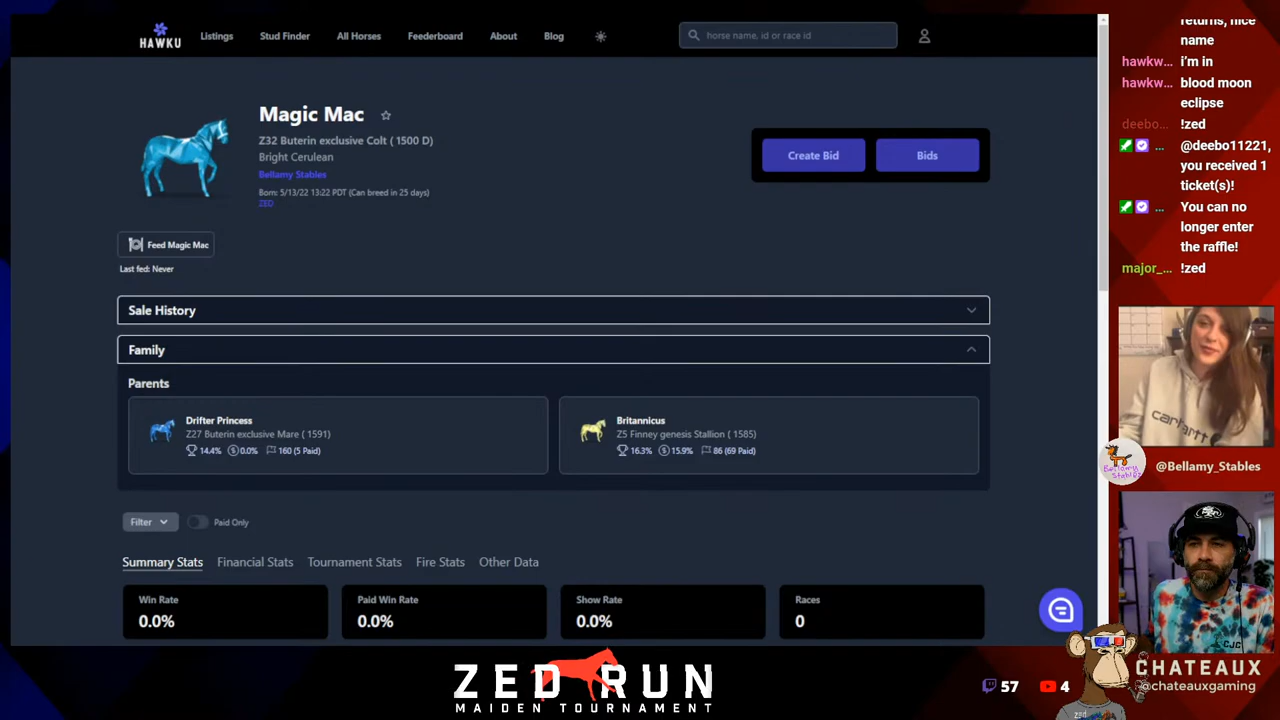 HAWKU
Listings
Stud Finder
All Horses
Feederboard
About
Blog
horse name, id or race id
Magic Mac
Z32 Buterin exclusive Colt ( 1500 D)
Bright Cerulean
Bellamy Stables
Born: 5/13/22 13:22 PDT (Can breed in 25 days)
ZED
Create Bid
Bids
Feed Magic Mac
Last fed: Never
Sale History
Family
Parents
Drifter Princess
Z27 Buterin exclusive Mare ( 1591)
14.4% 0.0% 160 (5 Paid)
Britannicus
Z5 Finney genesis Stallion ( 1585)
16.3% 15.9% 86 (69 Paid)
Filter
Paid Only
Summary Stats
Financial Stats
Tournament Stats
Fire Stats
Other Data
Win Rate
0.0%
Paid Win Rate
0.0%
Show Rate
0.0%
Races
0
returns, nice
name
hawkw... i'm in
hawkw... blood moon
eclipse
deebo... !zed
... @deebo11221,
you received 1
ticket(s)!
... You can no
longer enter
the raffle!
major_... !zed
carhartt
Bellamy
Stables
@Bellamy_Stables
CJC
ZED RUN
MAIDEN TOURNAMENT
57
4
ZED
CHATEAUX
@chateauxgaming